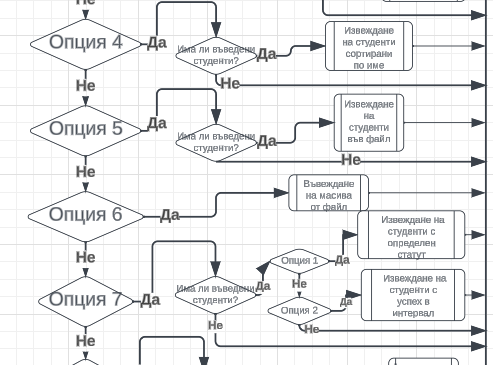 Не
Опция 4
Да
Има ли въведени
студенти?
Да
Извеждане
на студенти
сортирани
по име
Не
Не
Опция 5
Да
Има ли въведени
студенти?
Да
Извеждане
на
студенти
във файл
Не
Не
Опция 6
Да
Въвеждане
на масива
от файл
Не
Опция 7
Да
Има ли въведени
студенти?
Да
Опция 1
Да
Извеждане на
студенти с
определен
статут
Не
Опция 2
Да
Извеждане на
студенти с
успех в
интервал
Не
Не
Не